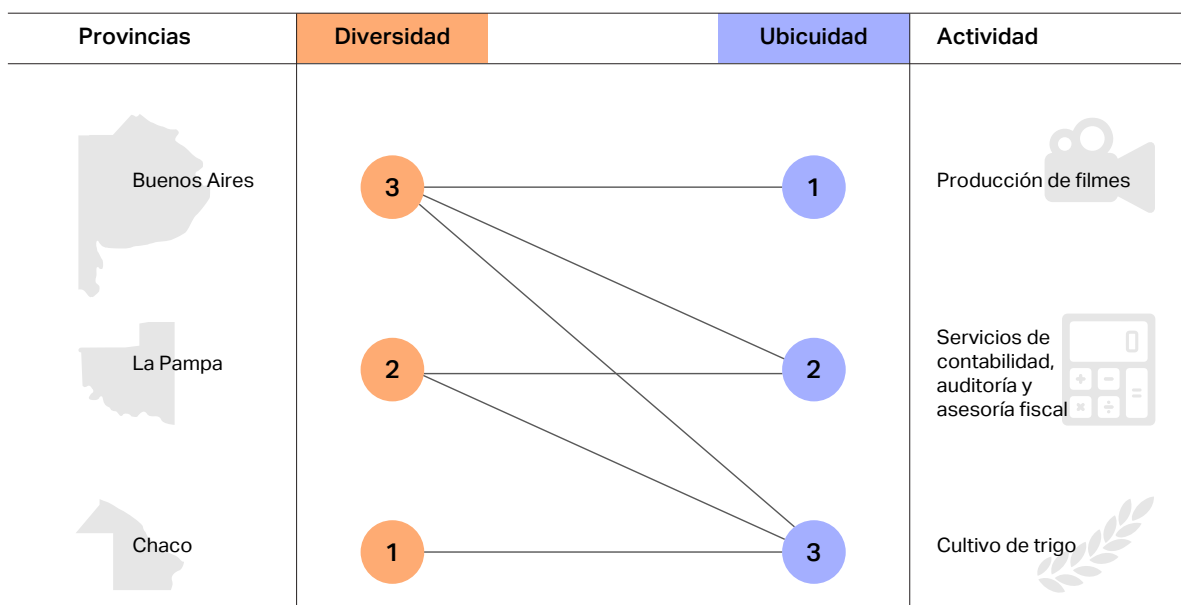 Provincias
Diversidad
Ubicuidad
Actividad
Buenos Aires
3
1
Producción de filmes
La Pampa
2
2
Servicios de
contabilidad,
auditoría y
asesoría fiscal
0
+ −
× ÷ =
Chaco
1
3
Cultivo de trigo